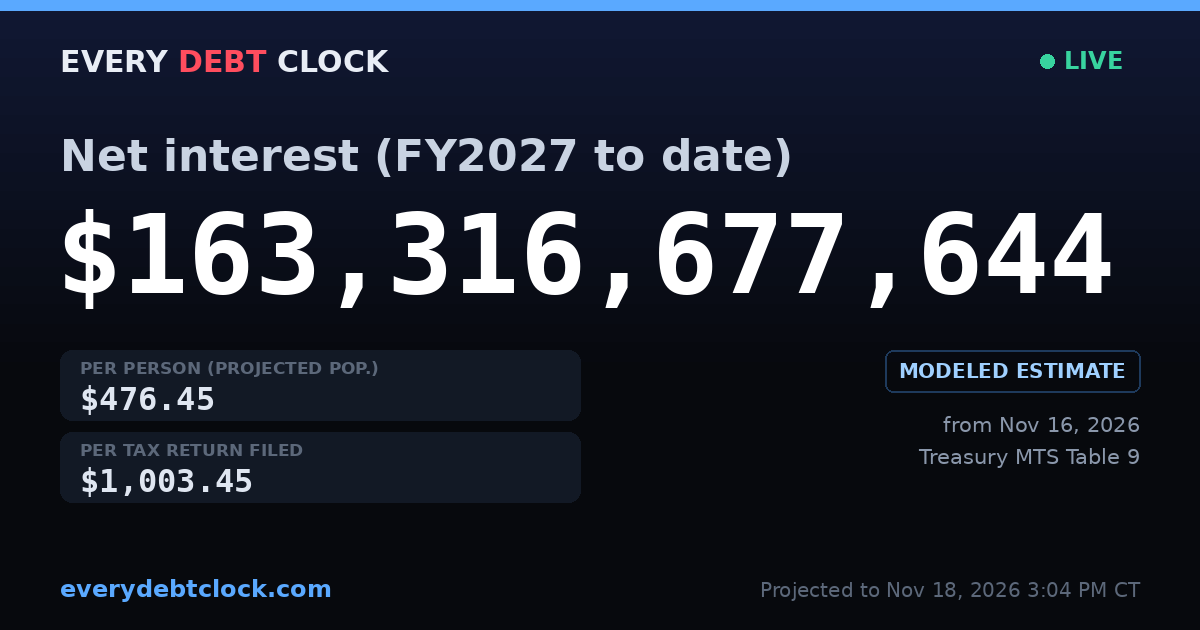 EVERY DEBT CLOCK
LIVE
Net interest (FY2027 to date)
$163,316,677,644
PER PERSON (PROJECTED POP.)
$476.45
PER TAX RETURN FILED
$1,003.45
MODELED ESTIMATE
from Nov 16, 2026
Treasury MTS Table 9
everydebtclock.com
Projected to Nov 18, 2026 3:04 PM CT